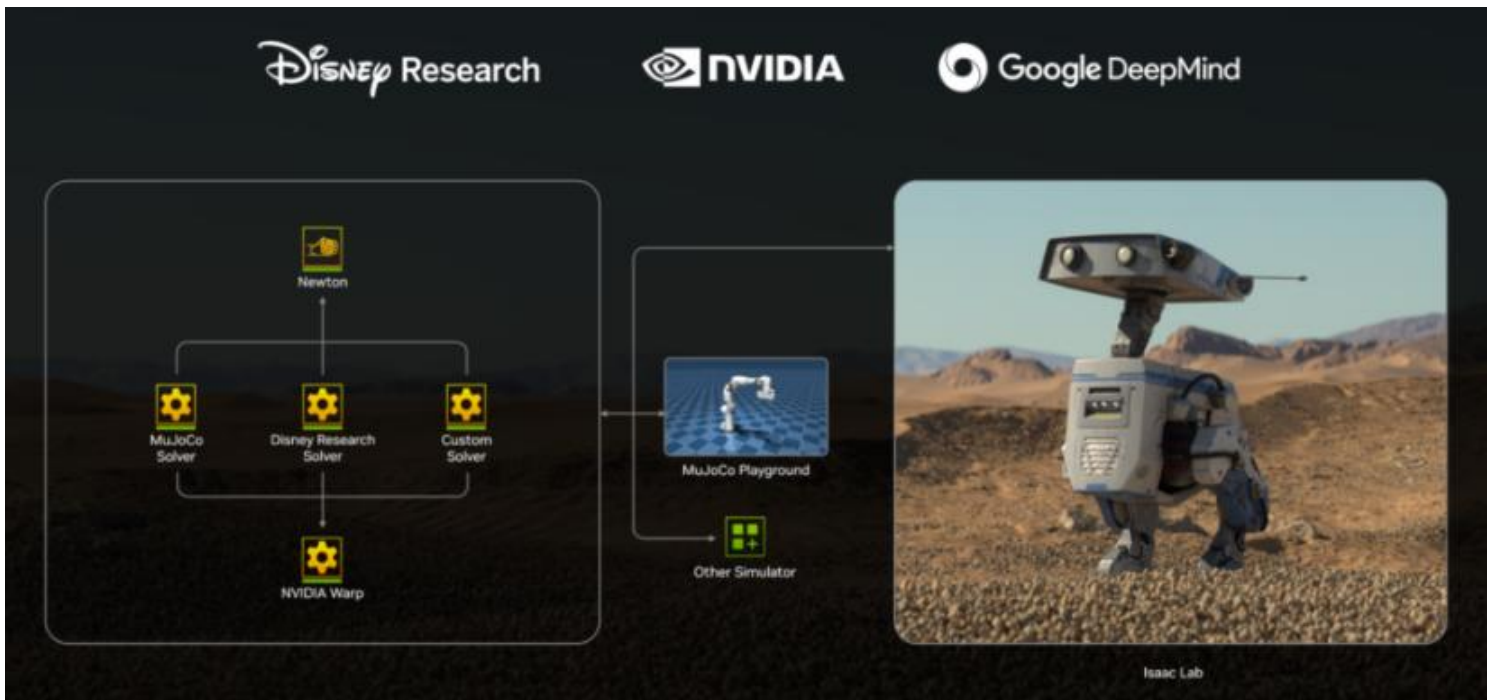 Disney Research
NVIDIA
Google DeepMind
Newton
MuJoCo
Solver
Disney Research
Solver
Custom
Solver
NVIDIA Warp
MuJoCo Playground
Other Simulator
Isaac Lab